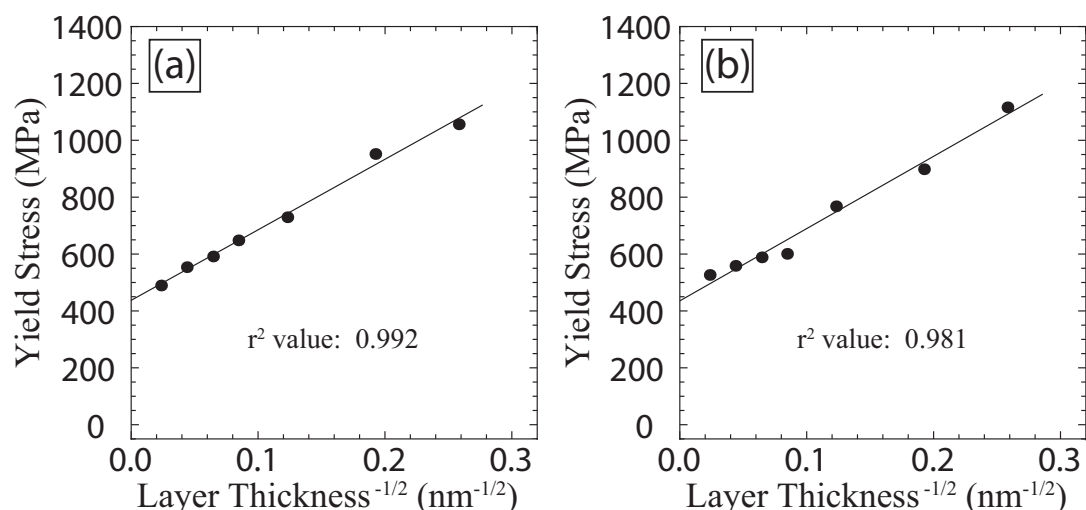 1400
1200
1000
800
600
400
200
0
Yield Stress (MPa)
(a)
r² value: 0.992
0.0 0.1 0.2 0.3
Layer Thickness⁻¹/² (nm⁻¹/²)
1400
1200
1000
800
600
400
200
0
Yield Stress (MPa)
(b)
r² value: 0.981
0.0 0.1 0.2 0.3
Layer Thickness⁻¹/² (nm⁻¹/²)